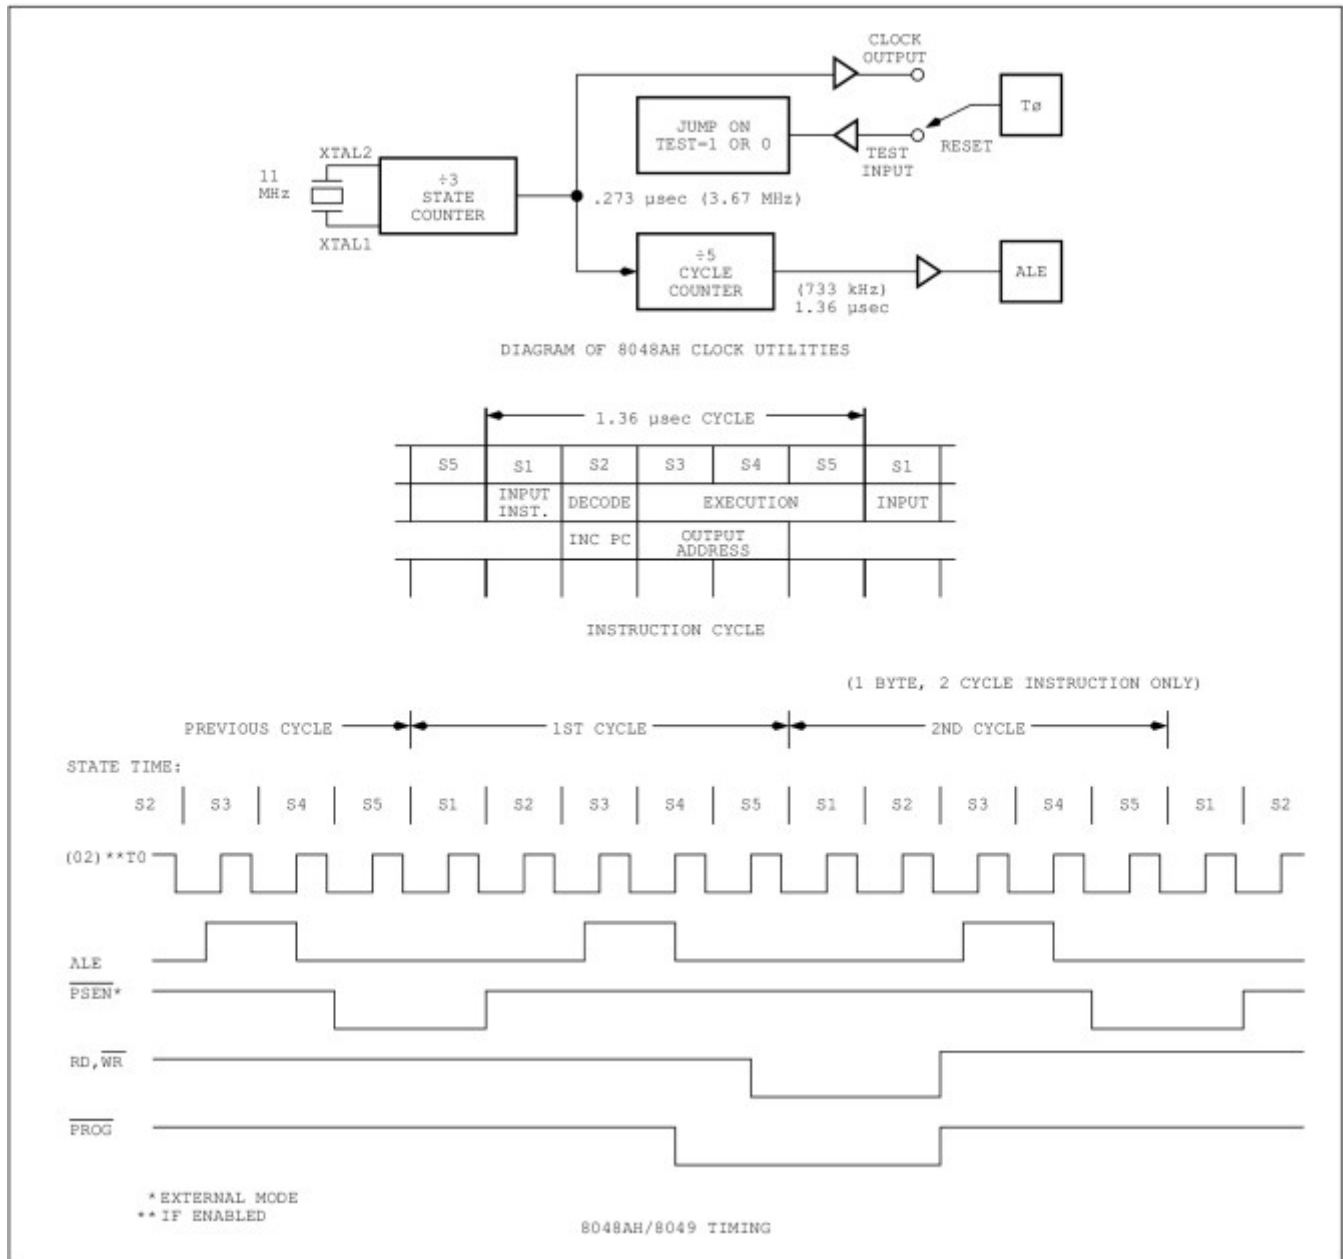 CLOCK
OUTPUT
JUMP ON
TEST=1 OR 0
TØ
TEST
INPUT
RESET
XTAL2
11
MHz
÷3
STATE
COUNTER
XTAL1
.273 µsec (3.67 MHz)
÷5
CYCLE
COUNTER
(733 kHz)
1.36 µsec
ALE
DIAGRAM OF 8048AH CLOCK UTILITIES
1.36 µsec CYCLE
S5 S1 S2 S3 S4 S5 S1
INPUT
INST. DECODE EXECUTION INPUT
INC PC OUTPUT
ADDRESS
INSTRUCTION CYCLE
(1 BYTE, 2 CYCLE INSTRUCTION ONLY)
PREVIOUS CYCLE 1ST CYCLE 2ND CYCLE
STATE TIME:
S2 S3 S4 S5 S1 S2 S3 S4 S5 S1 S2 S3 S4 S5 S1 S2
(02) **T0
ALE
PSEN*
RD,WR
PROG
* EXTERNAL MODE
** IF ENABLED
8048AH/8049 TIMING